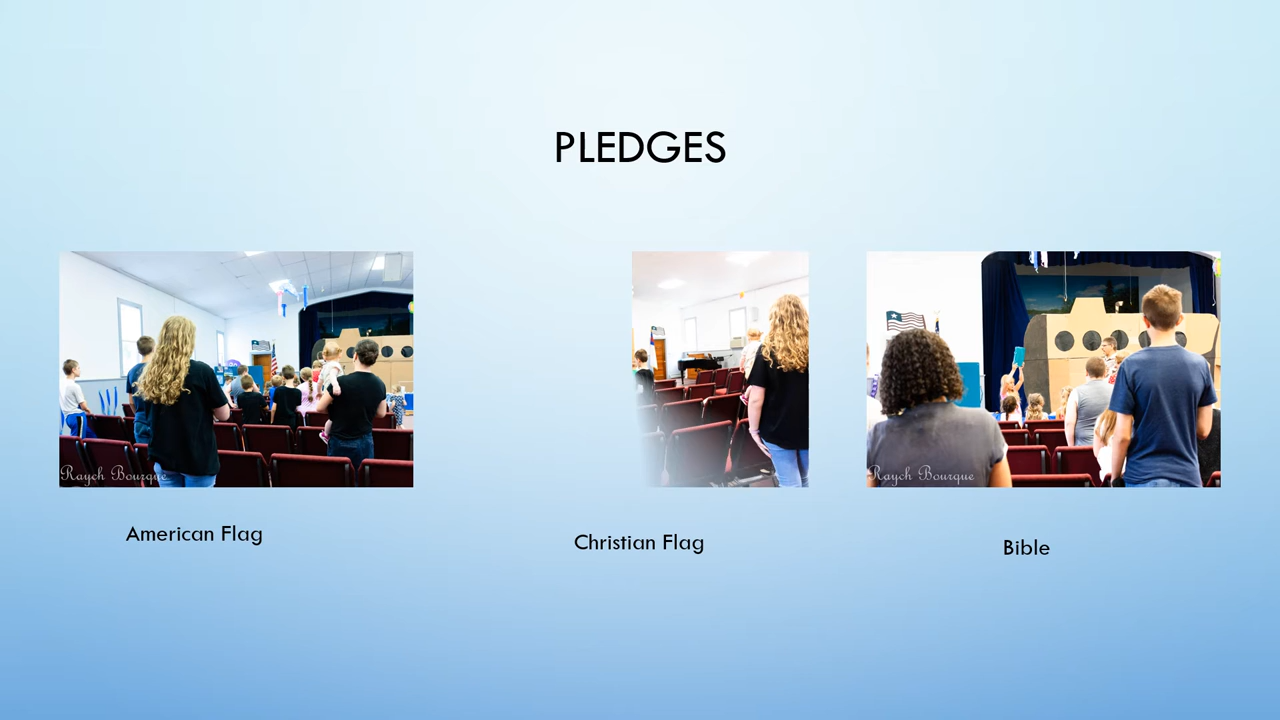 PLEDGES
Raych Bourque
Raych Bourque
American Flag
Christian Flag
Bible